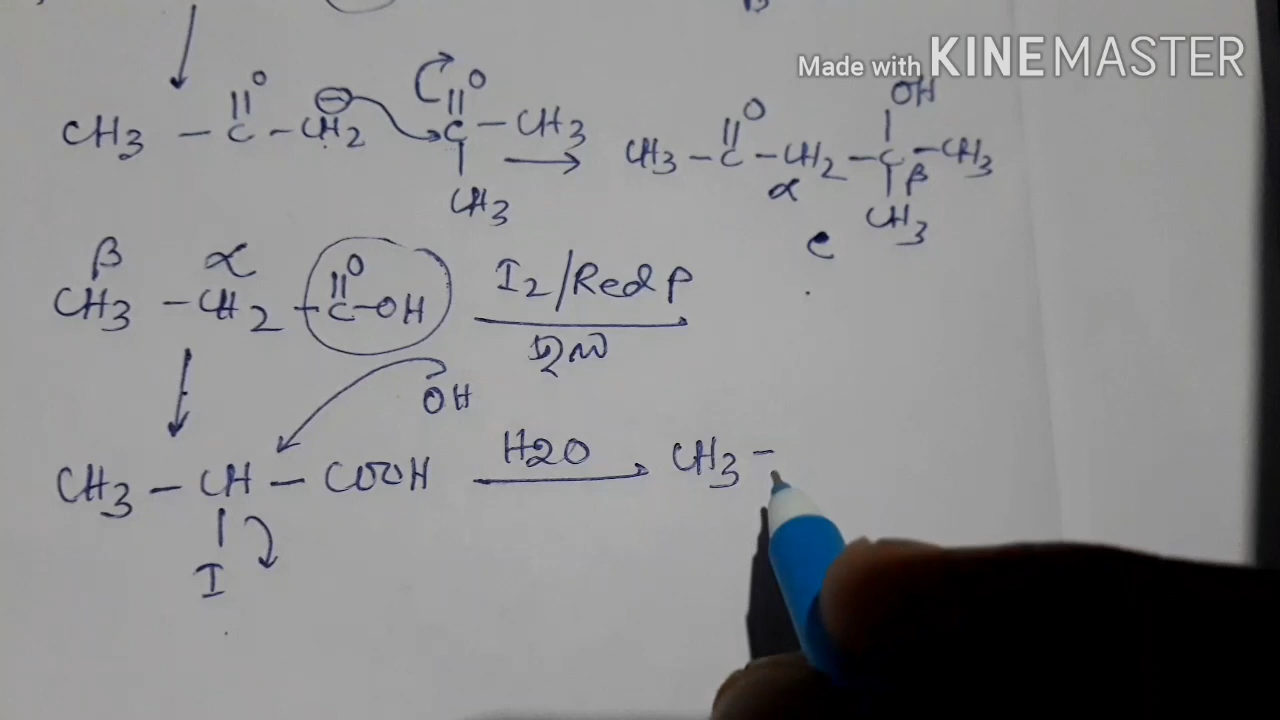 Made with KINEMASTER
O O OH
CH3 - C - CH2 ⊖ C - CH3 → CH3 - C - CH2 - C - CH3
O
α β
CH3 CH3
e
β α
CH3 - CH2 - C - OH I2/Red P
O
OH
CH3 - CH - COOH H2O → CH3 -
I